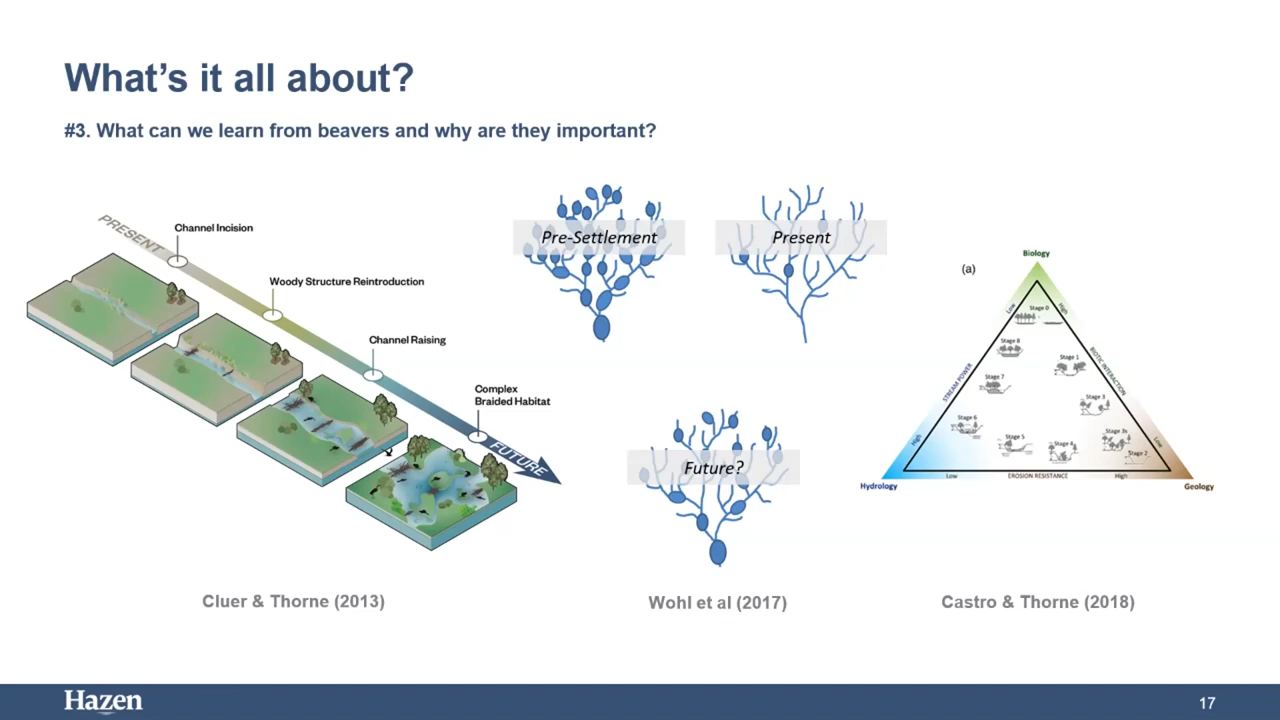 What's it all about?
#3. What can we learn from beavers and why are they important?
PRESENT
Channel Incision
Woody Structure Reintroduction
Channel Raising
Complex
Braided Habitat
FUTURE
Pre-Settlement
Present
Future?
(a)
Biology
Low
High
Stage 0
Stage 8
Stage 1
STREAM POWER
BIOTIC INTERACTION
Stage 7
Stage 3
Stage 6
Stage 5
Stage 4
Stage 3s
Stage 2
High
Low
Low
EROSION RESISTANCE
High
Hydrology
Geology
Cluer & Thorne (2013)
Wohl et al (2017)
Castro & Thorne (2018)
Hazen
17